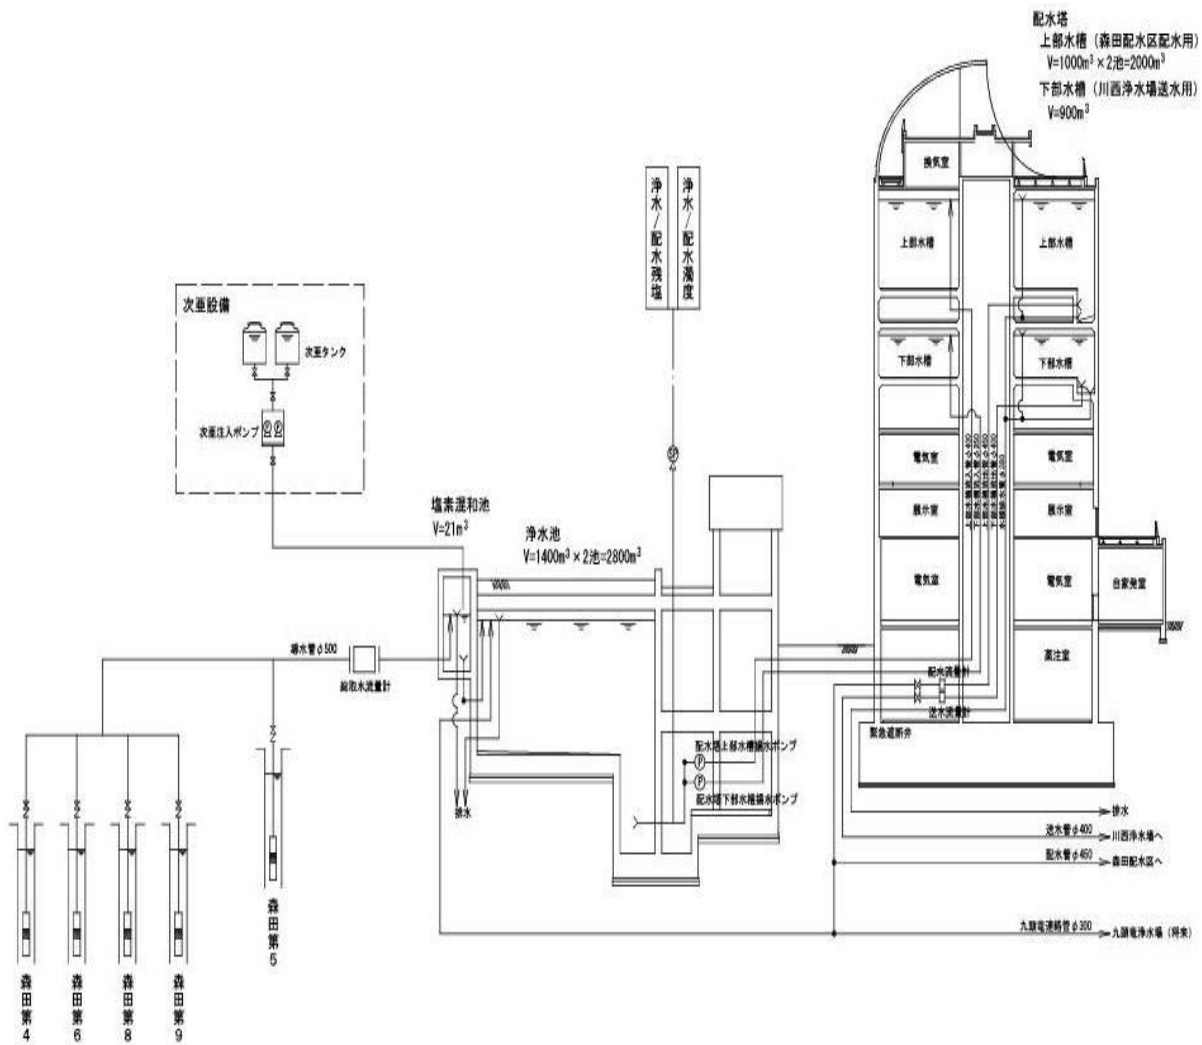 配水塔
上部水槽（森田配水区配水用）
V=1000m³×2池=2000m³
下部水槽（川西浄水場送水用）
V=900m³
換気室
浄水/配水残塩
浄水/配水濁度
上部水槽
上部水槽
次亜設備
次亜タンク
下部水槽
下部水槽
次亜注入ポンプ
SP
P
P
電気室
電気室
塩素混和池
V=21m³
展示室
展示室
浄水池
V=1400m³×2池=2800m³
電気室
電気室
自家発室
導水管φ500
総取水流量計
薬注室
配水流量計
送水流量計
緊急遮断弁
配水塔上部水槽揚水ポンプ
P
P
配水塔下部水槽揚水ポンプ
排水
排水
送水管φ400
川西浄水場へ
配水管φ450
森田配水区へ
九頭竜連絡管φ300
九頭竜浄水場（将来）
森田第5
森田第4
森田第6
森田第8
森田第9